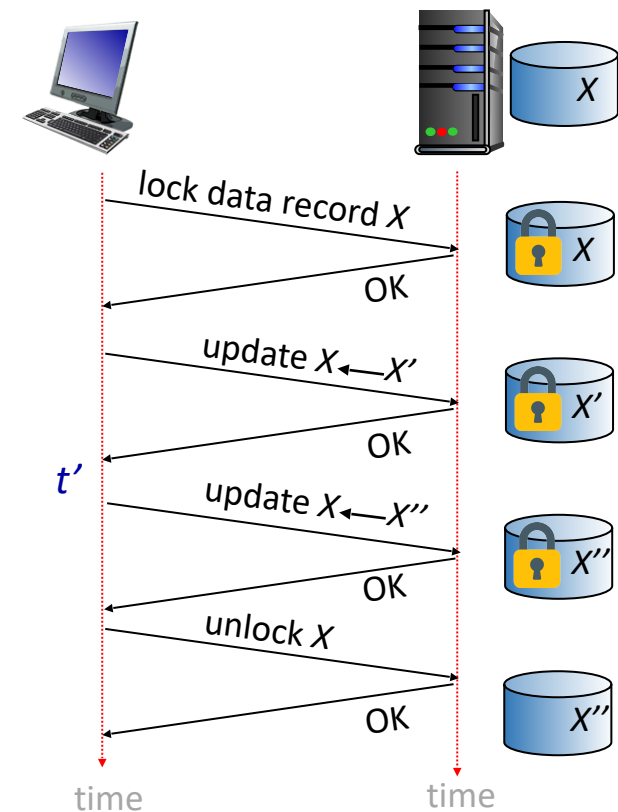 X
lock data record X
X
OK
update X←X'
X'
OK
t'
update X←X''
X''
OK
unlock X
X''
OK
time
time